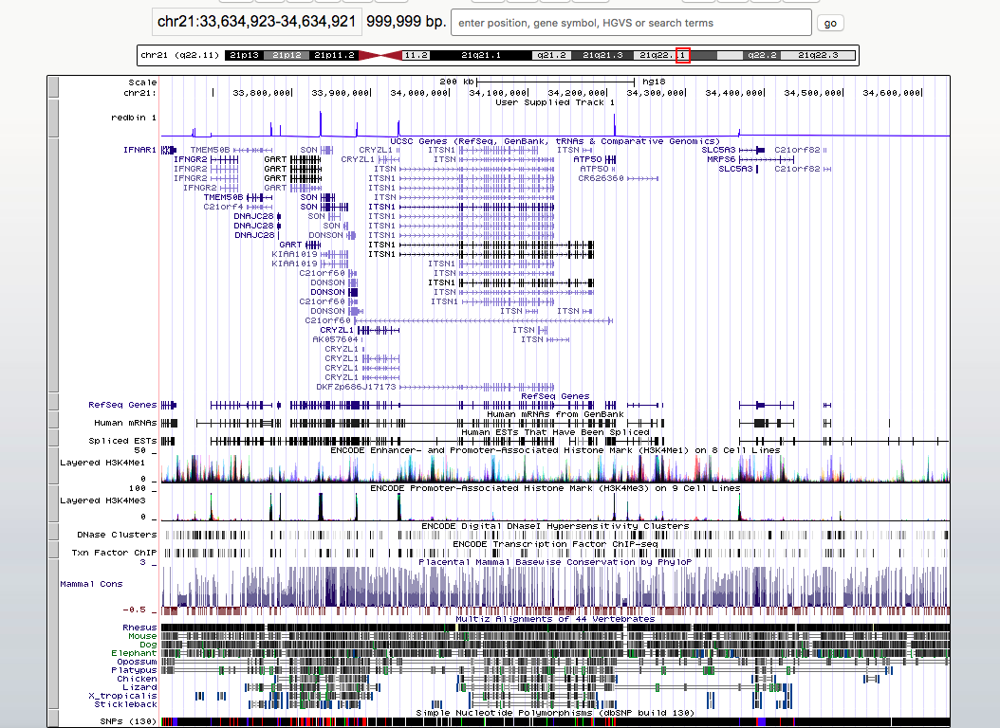 chr21:33,634,923-34,634,921 999,999 bp. enter position, gene symbol, HGVS or search terms go
chr21 (q22.11) 21p13 21p12 21p11.2 11.2 21q21.1 q21.2 21q21.3 21q22.11 q22.2 21q22.3
Scale 200 kb hg18
chr21: 33,800,000 33,900,000 34,000,000 34,100,000 34,200,000 34,300,000 34,400,000 34,500,000 34,600,000
User Supplied Track 1
redbin 1
UCSC Genes (RefSeq, GenBank, tRNAs & Comparative Genomics)
IFNAR1 TMEM50B SON CRYZL1 ITSN1 ITSN SLC5A3 C21orf82
IFNGR2 GART CRYZL1 ITSN1 ATP5O MRPS6
IFNGR2 GART ITSN ITSN1 ATP5O SLC5A3 C21orf82
IFNGR2 GART ITSN1 CR626360
IFNGR2 GART ITSN1
TMEM50B SON ITSN
C21orf4 SON ITSN1
DNAJC28 SON ITSN1
DNAJC28 SON ITSN1
DNAJC28 DONSON ITSN1
GART ITSN1
KIAA1019 ITSN1
KIAA1019 ITSN1
C21orf60 ITSN1
DONSON ITSN1
DONSON ITSN
C21orf60 ITSN1
DONSON ITSN ITSN
C21orf60
CRYZL1 ITSN
AK057604 ITSN
CRYZL1
CRYZL1
CRYZL1
CRYZL1
DKFZp686J17173
RefSeq Genes
RefSeq Genes
Human mRNAs from GenBank
Human mRNAs
Human ESTs That Have Been Spliced
Spliced ESTs
ENCODE Enhancer- and Promoter-Associated Histone Mark (H3K4Me1) on 8 Cell Lines
50 _
Layered H3K4Me1
0 _
ENCODE Promoter-Associated Histone Mark (H3K4Me3) on 9 Cell Lines
100 _
Layered H3K4Me3
0 _
ENCODE Digital DNaseI Hypersensitivity Clusters
DNase Clusters
ENCODE Transcription Factor ChIP-seq
Txn Factor ChIP
Placental Mammal Basewise Conservation by PhyloP
3 _
Mammal Cons
-0.5 _
Multiz Alignments of 44 Vertebrates
Rhesus
Mouse
Dog
Elephant
Opossum
Platypus
Chicken
Lizard
X_tropicalis
Stickleback
Simple Nucleotide Polymorphisms (dbSNP build 130)
SNPs (130)